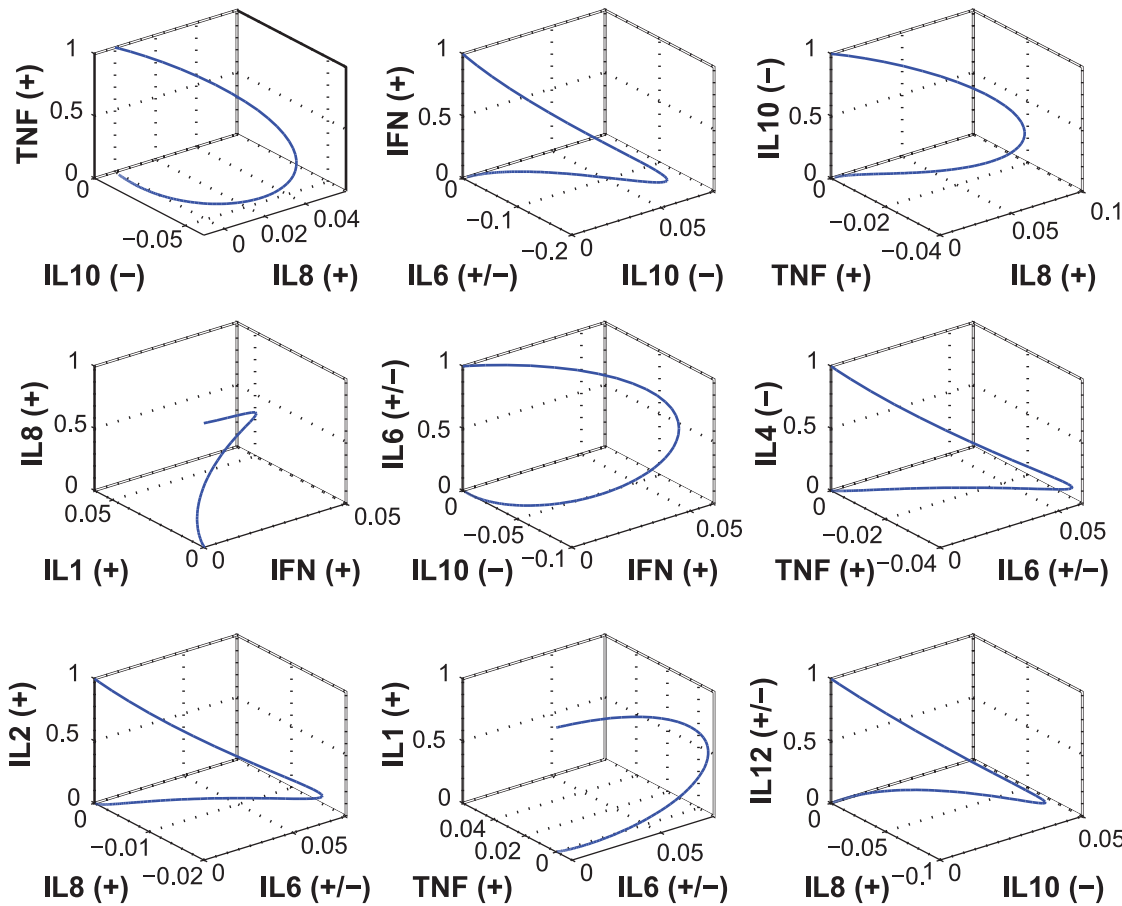 TNF (+)
1
0.5
0
0
−0.05
0
0.02
0.04
IL10 (−)
IL8 (+)
IFN (+)
1
0.5
0
0
−0.1
−0.2
0
0.05
IL6 (+/−)
IL10 (−)
IL10 (−)
1
0.5
0
0
−0.02
−0.04
0
0.05
0.1
TNF (+)
IL8 (+)
IL8 (+)
1
0.5
0
0.05
0
0
0.05
IL1 (+)
IFN (+)
IL6 (+/−)
1
0.5
0
0
−0.05
−0.1
0
0.05
IL10 (−)
IFN (+)
IL4 (−)
1
0.5
0
0
−0.02
−0.04
0
0.05
TNF (+)
IL6 (+/−)
IL2 (+)
1
0.5
0
0
−0.01
−0.02
0
0.05
IL8 (+)
IL6 (+/−)
IL1 (+)
1
0.5
0
0.04
0.02
0
0
0.05
TNF (+)
IL6 (+/−)
IL12 (+/−)
1
0.5
0
0
−0.05
−0.1
0
0.05
IL8 (+)
IL10 (−)